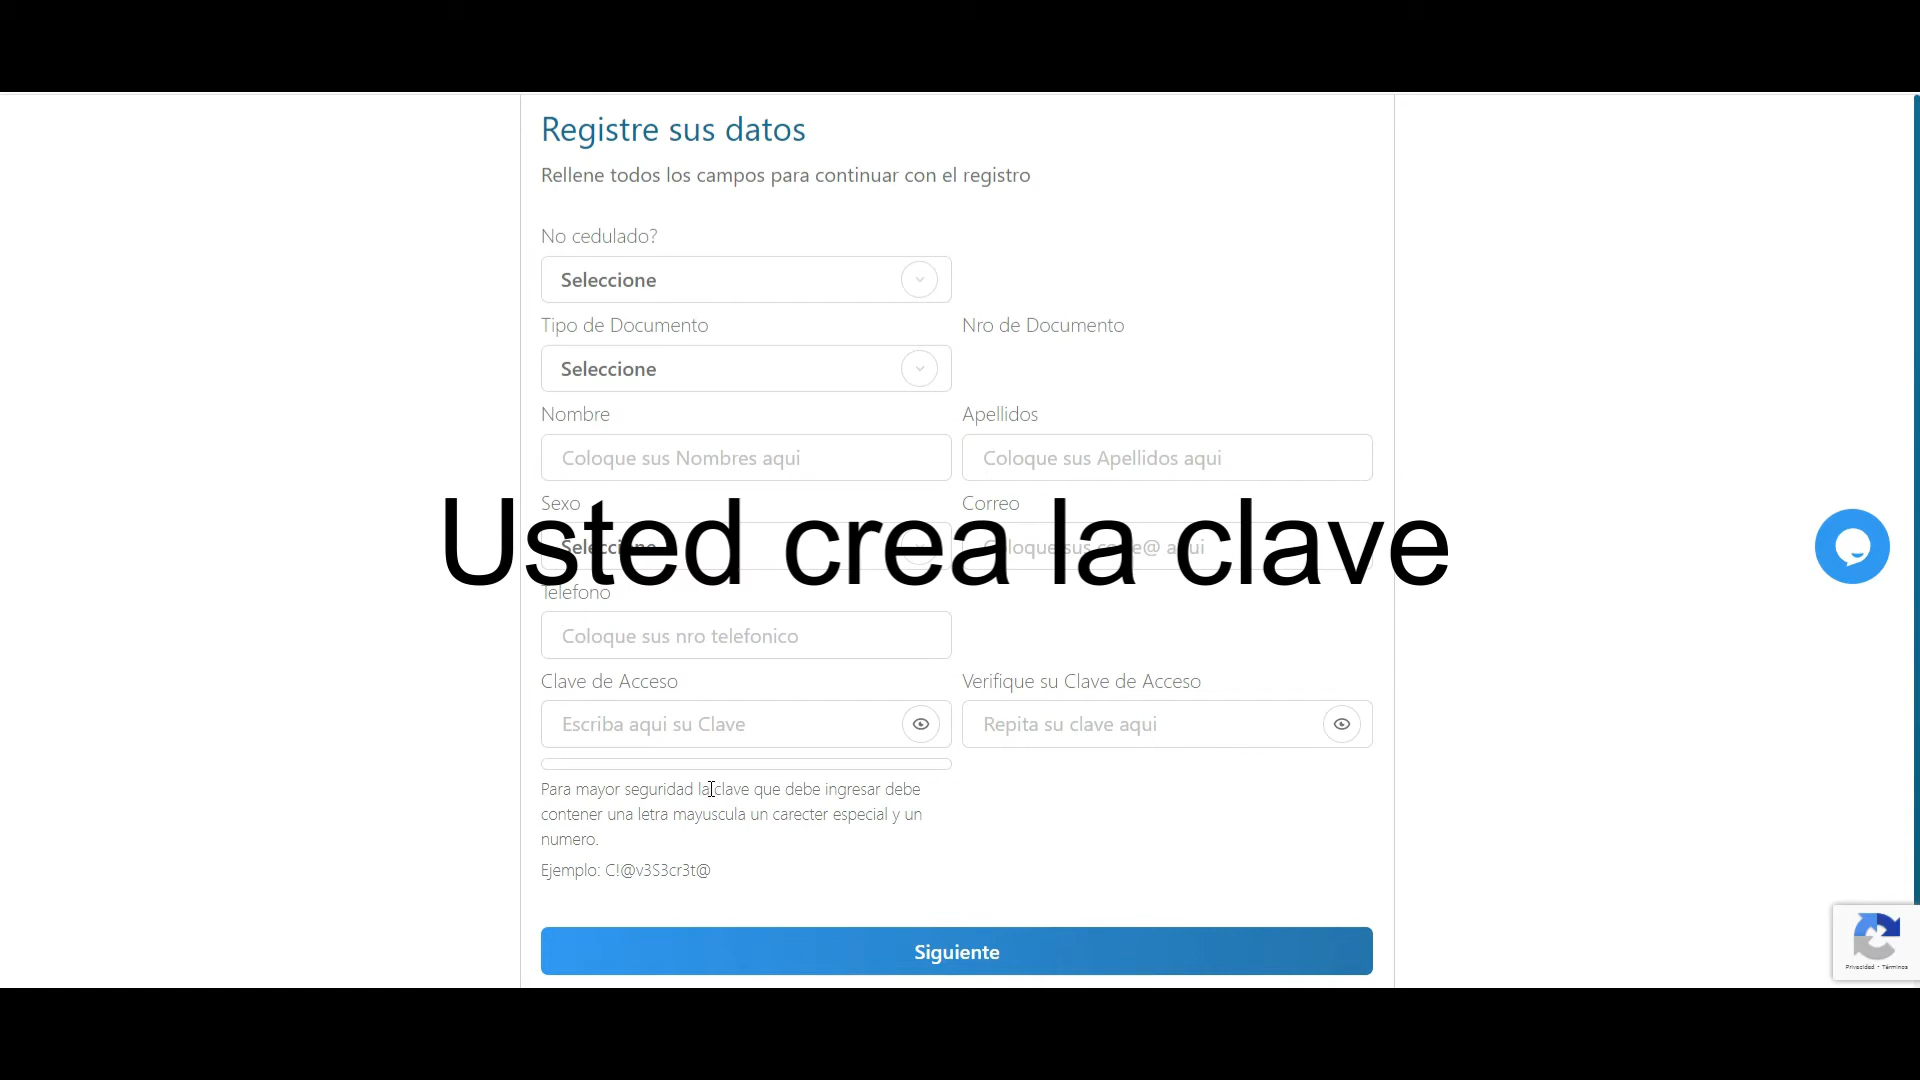 Registre sus datos
Rellene todos los campos para continuar con el registro
No cedulado?
Seleccione
Tipo de Documento
Nro de Documento
Seleccione
Nombre
Apellidos
Coloque sus Nombres aqui
Coloque sus Apellidos aqui
Sexo
Correo
Usted crea la clave
Seleccione
Telefono
Coloque sus nro telefonico
Clave de Acceso
Verifique su Clave de Acceso
Escriba aqui su Clave
Repita su clave aqui
Para mayor seguridad la clave que debe ingresar debe
contener una letra mayuscula un carecter especial y un
numero.
Ejemplo: C!@v3S3cr3t@
Siguiente
Privacidad - Términos